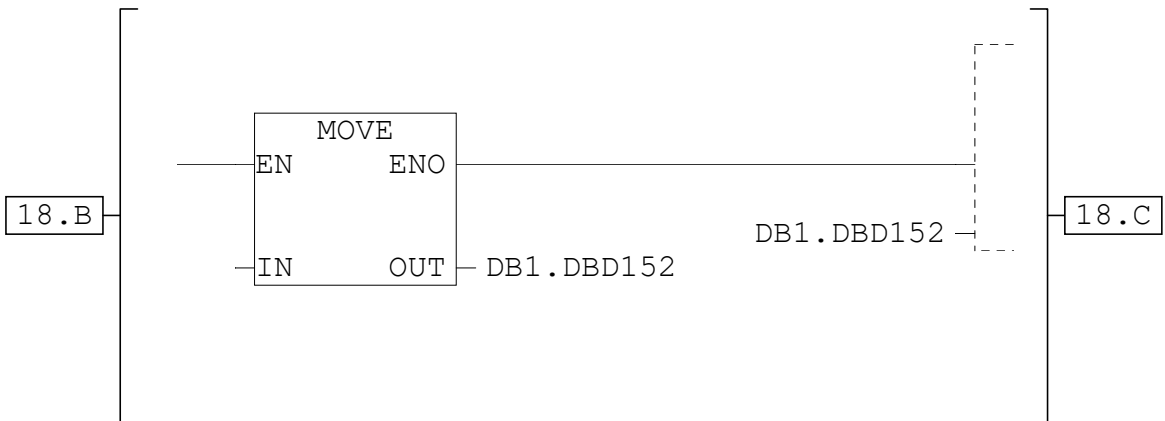 MOVE
EN ENO
18.B 18.C
DB1.DBD152
IN OUT DB1.DBD152